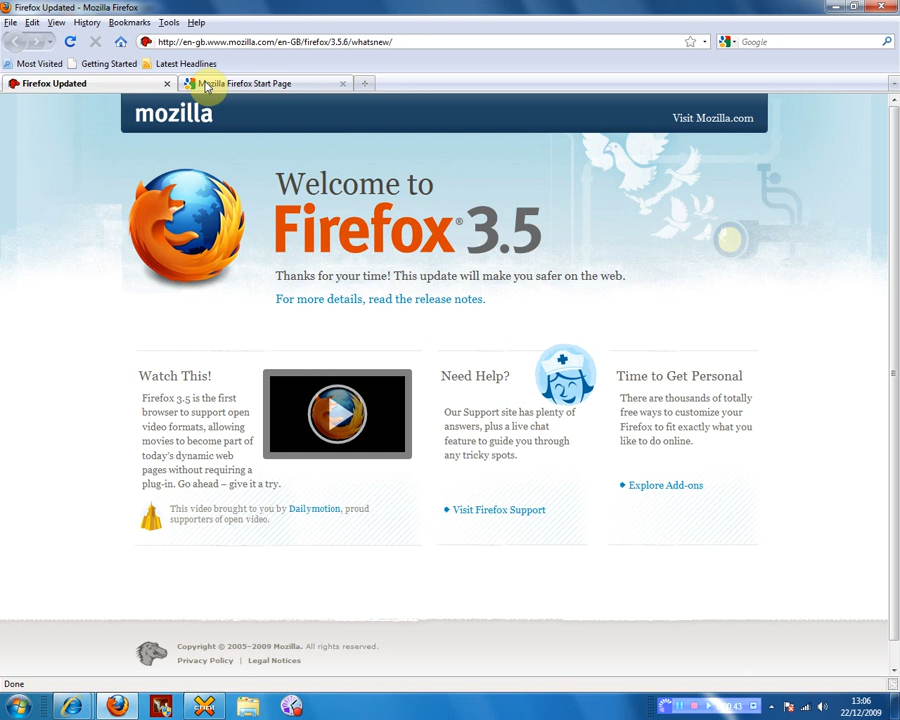 Firefox Updated - Mozilla Firefox
File Edit View History Bookmarks Tools Help
http://en-gb.www.mozilla.com/en-GB/firefox/3.5.6/whatsnew/
Google
Most Visited Getting Started Latest Headlines
Firefox Updated
Mozilla Firefox Start Page
mozilla
Visit Mozilla.com
Welcome to
Firefox® 3.5
Thanks for your time! This update will make you safer on the web.
For more details, read the release notes.
Watch This!
Firefox 3.5 is the first
browser to support open
video formats, allowing
movies to become part of
today's dynamic web
pages without requiring a
plug-in. Go ahead – give it a try.
This video brought to you by Dailymotion, proud
supporters of open video.
Need Help?
Our Support site has plenty of
answers, plus a live chat
feature to guide you through
any tricky spots.
Visit Firefox Support
Time to Get Personal
There are thousands of totally
free ways to customize your
Firefox to fit exactly what you
like to do online.
Explore Add-ons
Copyright © 2005–2009 Mozilla. All rights reserved.
Privacy Policy | Legal Notices
Done
13:06
22/12/2009